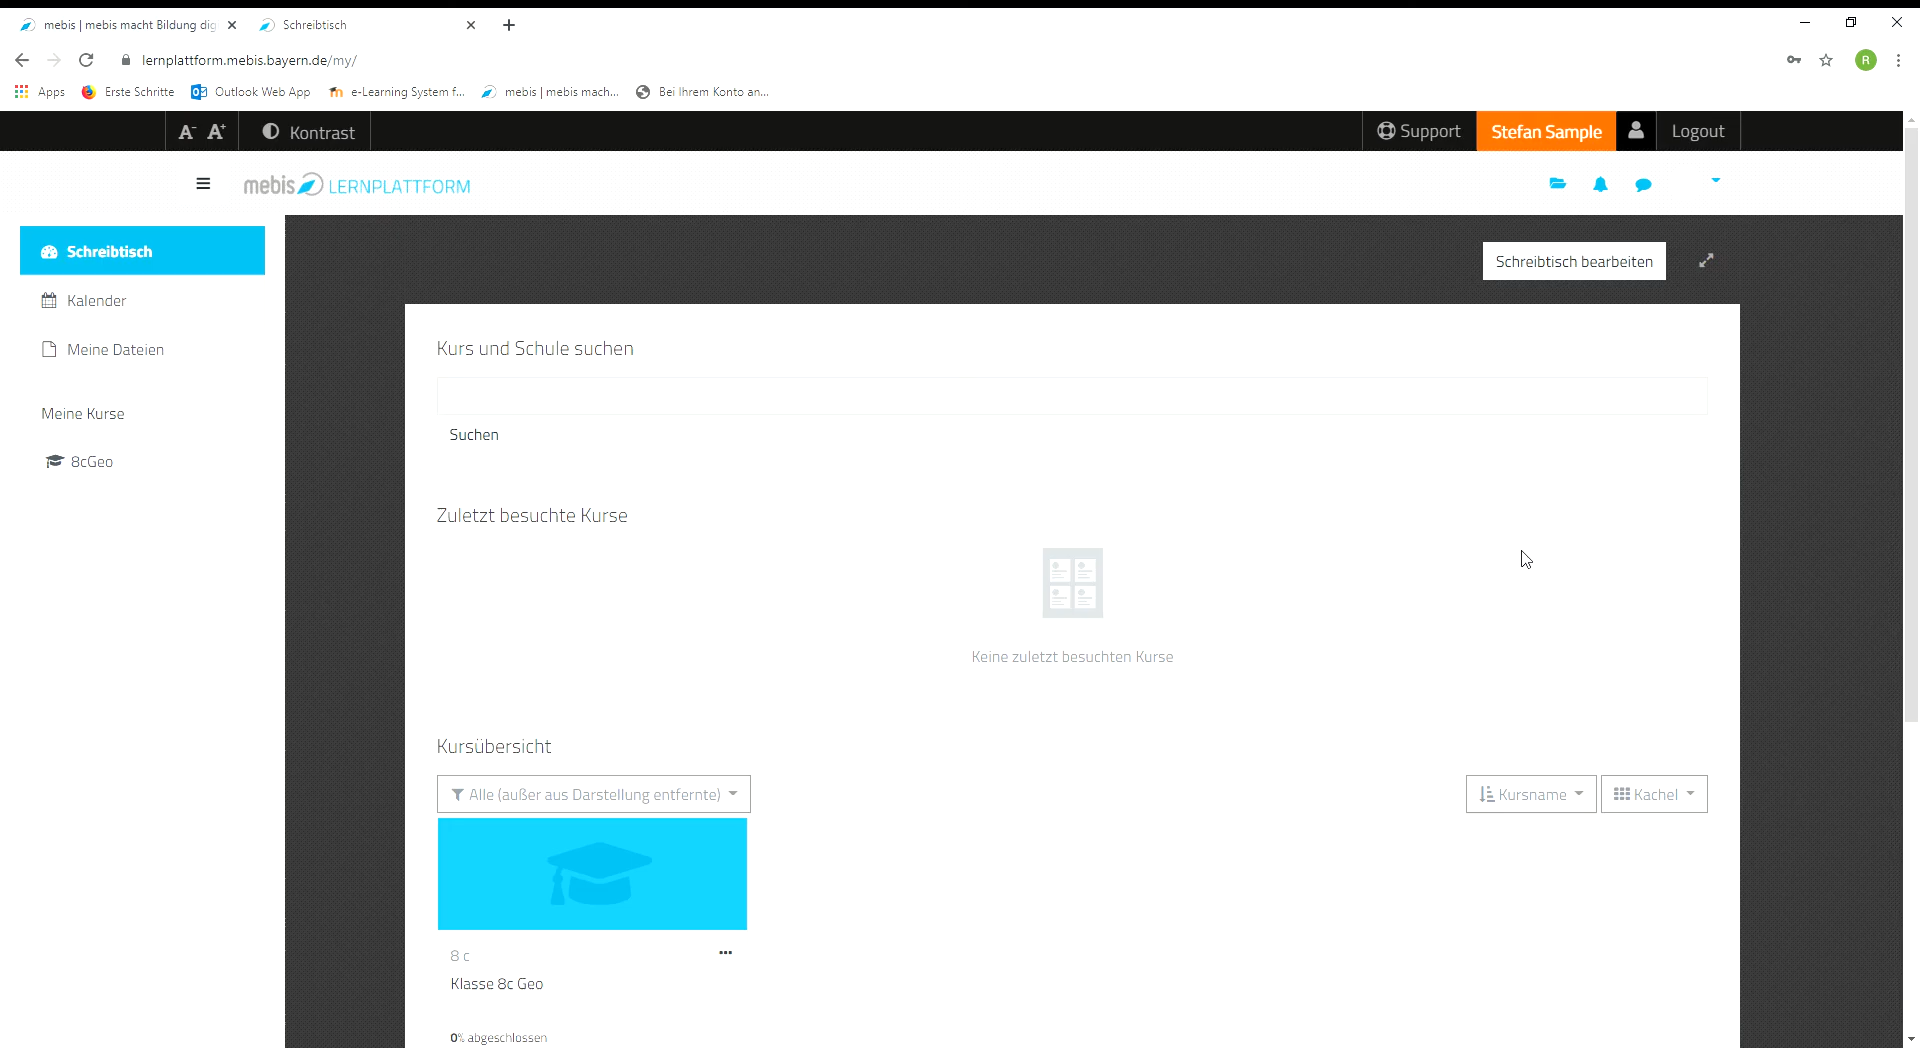 mebis | mebis macht Bildung dig
Schreibtisch
lernplattform.mebis.bayern.de/my/
R
Apps
Erste Schritte
Outlook Web App
e-Learning System f...
mebis | mebis mach...
Bei Ihrem Konto an...
A- A+
Kontrast
Support
Stefan Sample
Logout
mebis LERNPLATTFORM
Schreibtisch
Schreibtisch bearbeiten
Kalender
Meine Dateien
Meine Kurse
8cGeo
Kurs und Schule suchen
Suchen
Zuletzt besuchte Kurse
Keine zuletzt besuchten Kurse
Kursübersicht
Alle (außer aus Darstellung entfernte)
Kursname
Kachel
8 c
Klasse 8c Geo
0% abgeschlossen